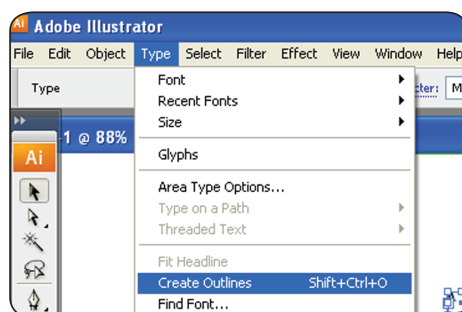 Ai Adobe Illustrator
File Edit Object Type Select Filter Effect View Window Help
Type
Font
Recent Fonts
Size
-1 @ 88%
Ai
Glyphs
Area Type Options...
Type on a Path
Threaded Text
Fit Headline
Create Outlines Shift+Ctrl+O
Find Font...